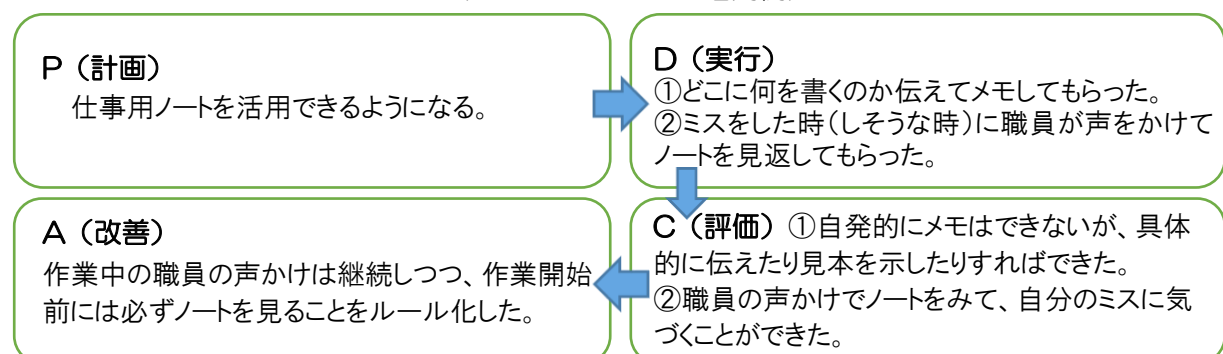 P（計画）
仕事用ノートを活用できるようになる。
D（実行）
①どこに何を書くのか伝えてメモしてもらった。
②ミスをした時（しそうな時）に職員が声をかけて
ノートを見返してもらった。
C（評価）①自発的にメモはできないが、具体
的に伝えたり見本を示したりすればできた。
②職員の声かけでノートをみて、自分のミスに気
づくことができた。
A（改善）
作業中の職員の声かけは継続しつつ、作業開始
前には必ずノートを見ることをルール化した。